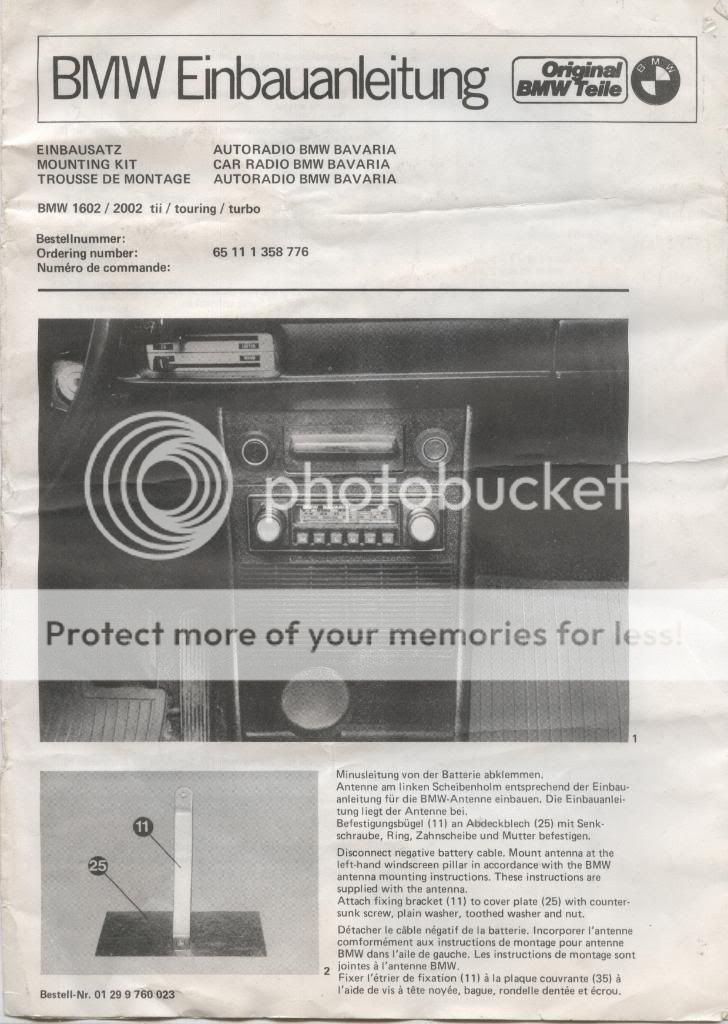 BMW Einbauanleitung
Original
BMW Teile
BMW
EINBAUSATZ AUTORADIO BMW BAVARIA
MOUNTING KIT CAR RADIO BMW BAVARIA
TROUSSE DE MONTAGE AUTORADIO BMW BAVARIA
BMW 1602 / 2002 tii / touring / turbo
Bestellnummer:
Ordering number: 65 11 1 358 776
Numéro de commande:
photobucket
Protect more of your memories for less!
1
Minusleitung von der Batterie abklemmen.
Antenne am linken Scheibenholm entsprechend der Einbau-
anleitung für die BMW-Antenne einbauen. Die Einbauanlei-
tung liegt der Antenne bei.
Befestigungsbügel (11) an Abdeckblech (25) mit Senk-
schraube, Ring, Zahnscheibe und Mutter befestigen.
Disconnect negative battery cable. Mount antenna at the
left-hand windscreen pillar in accordance with the BMW
antenna mounting instructions. These instructions are
supplied with the antenna.
Attach fixing bracket (11) to cover plate (25) with counter-
sunk screw, plain washer, toothed washer and nut.
Détacher le câble négatif de la batterie. Incorporer l'antenne
comformément aux instructions de montage pour antenne
BMW dans l'aile de gauche. Les instructions de montage sont
jointes à l'antenne BMW.
Fixer l'étrier de fixation (11) à la plaque couvrante (35) à
l'aide de vis à tête noyée, bague, rondelle dentée et écrou.
11
25
2
Bestell-Nr. 01 29 9 760 023